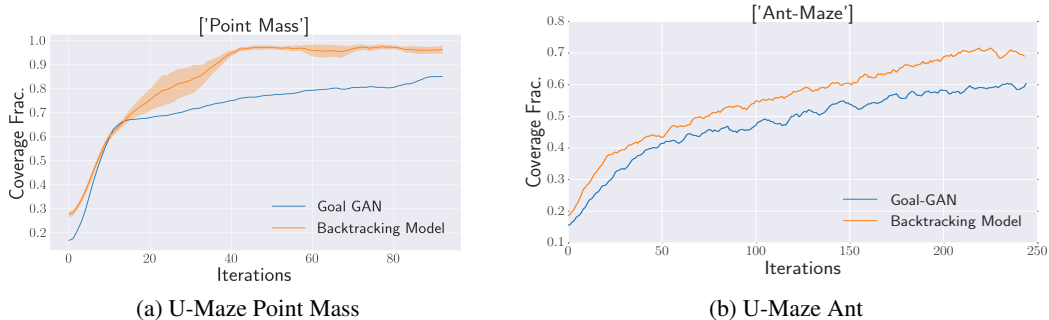 ['Point Mass']
1.0
0.9
0.8
0.7
0.6
0.5
0.4
0.3
0.2
Coverage Frac.
Goal GAN
Backtracking Model
0 20 40 60 80
Iterations
(a) U-Maze Point Mass
['Ant-Maze']
0.8
0.7
0.6
0.5
0.4
0.3
0.2
0.1
Coverage Frac.
Goal-GAN
Backtracking Model
0 50 100 150 200 250
Iterations
(b) U-Maze Ant